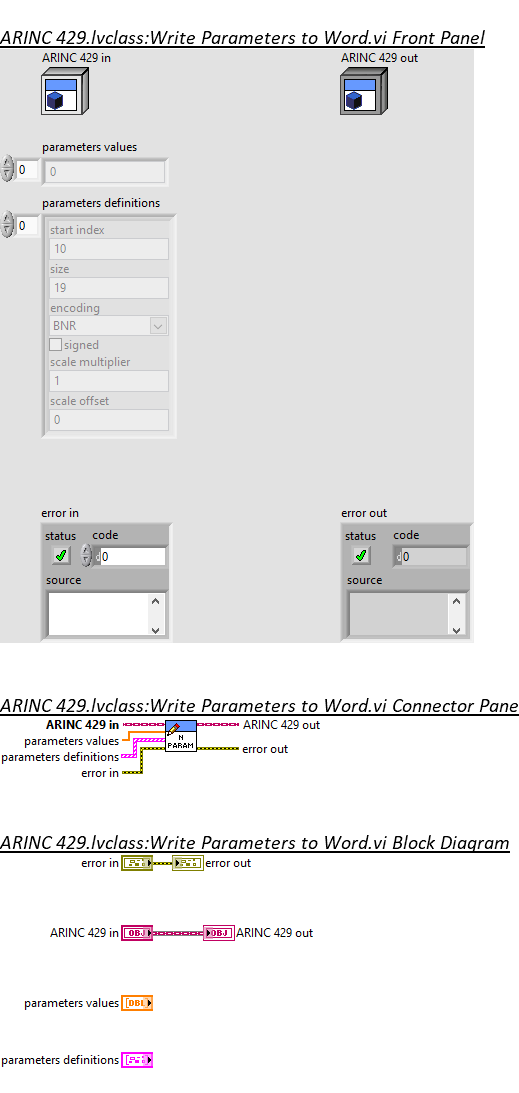 ARINC 429.lvclass:Write Parameters to Word.vi Front Panel
ARINC 429 in
ARINC 429 out
parameters values
0
0
parameters definitions
0
start index
10
size
19
encoding
BNR
signed
scale multiplier
1
scale offset
0
error in
error out
status code
d0
source
status code
d0
source
ARINC 429.lvclass:Write Parameters to Word.vi Connector Pane
ARINC 429 in
ARINC 429 out
parameters values
N
PARAM
parameters definitions
error out
error in
ARINC 429.lvclass:Write Parameters to Word.vi Block Diagram
error in
error out
ARINC 429 in
OBJ
OBJ
ARINC 429 out
parameters values
DBL
parameters definitions